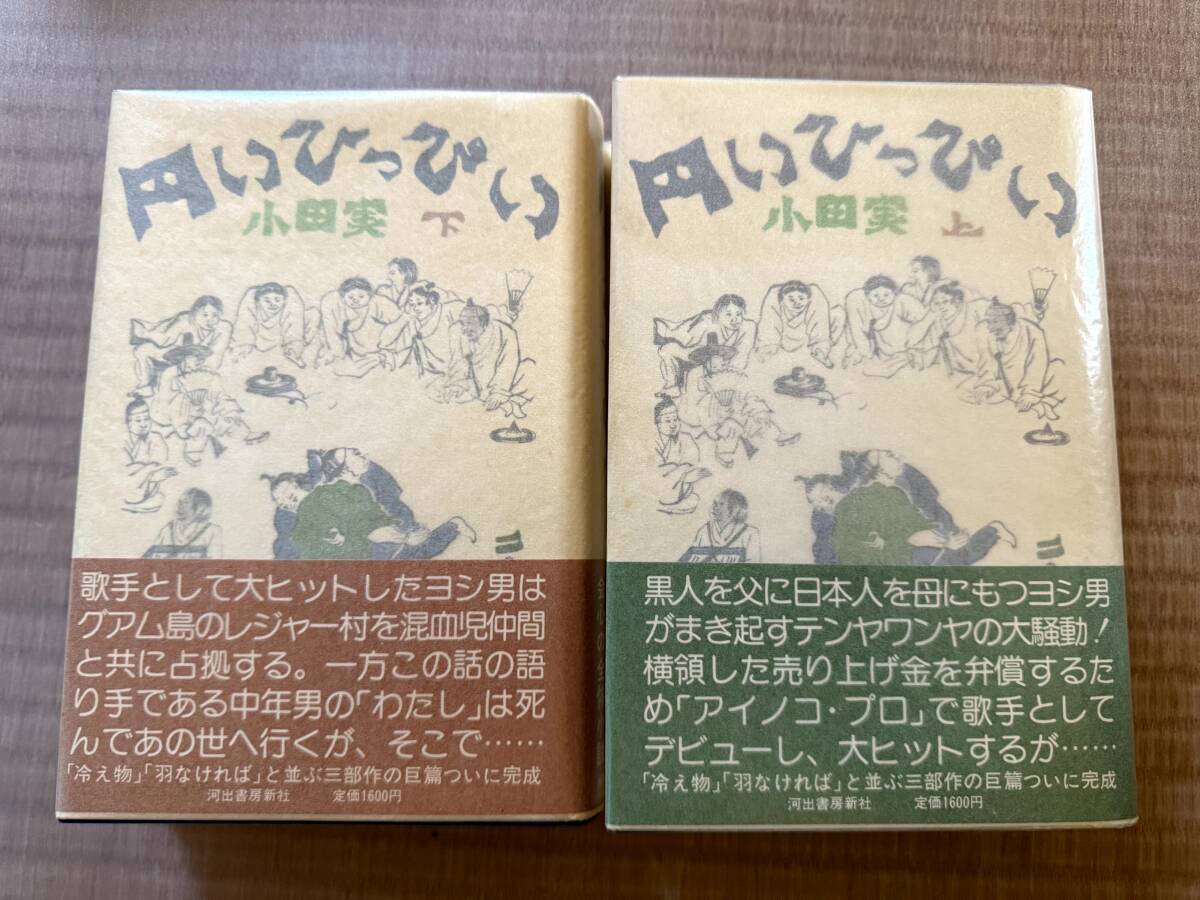 円いひっぴい
小田実 下
歌手として大ヒットしたヨシ男は
グアム島のレジャー村を混血児仲間
と共に占拠する。一方この話の語
り手である中年男の「わたし」は死
んであの世へ行くが、そこで……
「冷え物」「羽なければ」と並ぶ三部作の巨篇ついに完成
河出書房新社 定価1600円
円いひっぴい
小田実 上
黒人を父に日本人を母にもつヨシ男
がまき起すテンヤワンヤの大騒動!
横領した売り上げ金を弁償するた
め「アイノコ・プロ」で歌手として
デビューし、大ヒットするが……
「冷え物」「羽なければ」と並ぶ三部作の巨篇ついに完成
河出書房新社 定価1600円